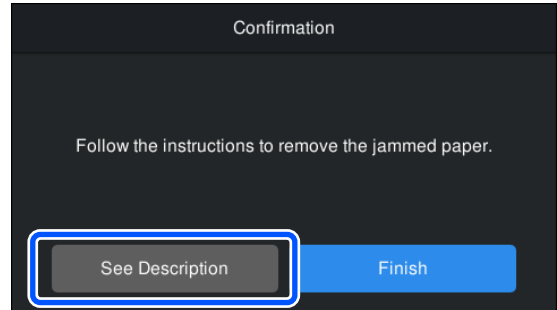 Confirmation
Follow the instructions to remove the jammed paper.
See Description
Finish